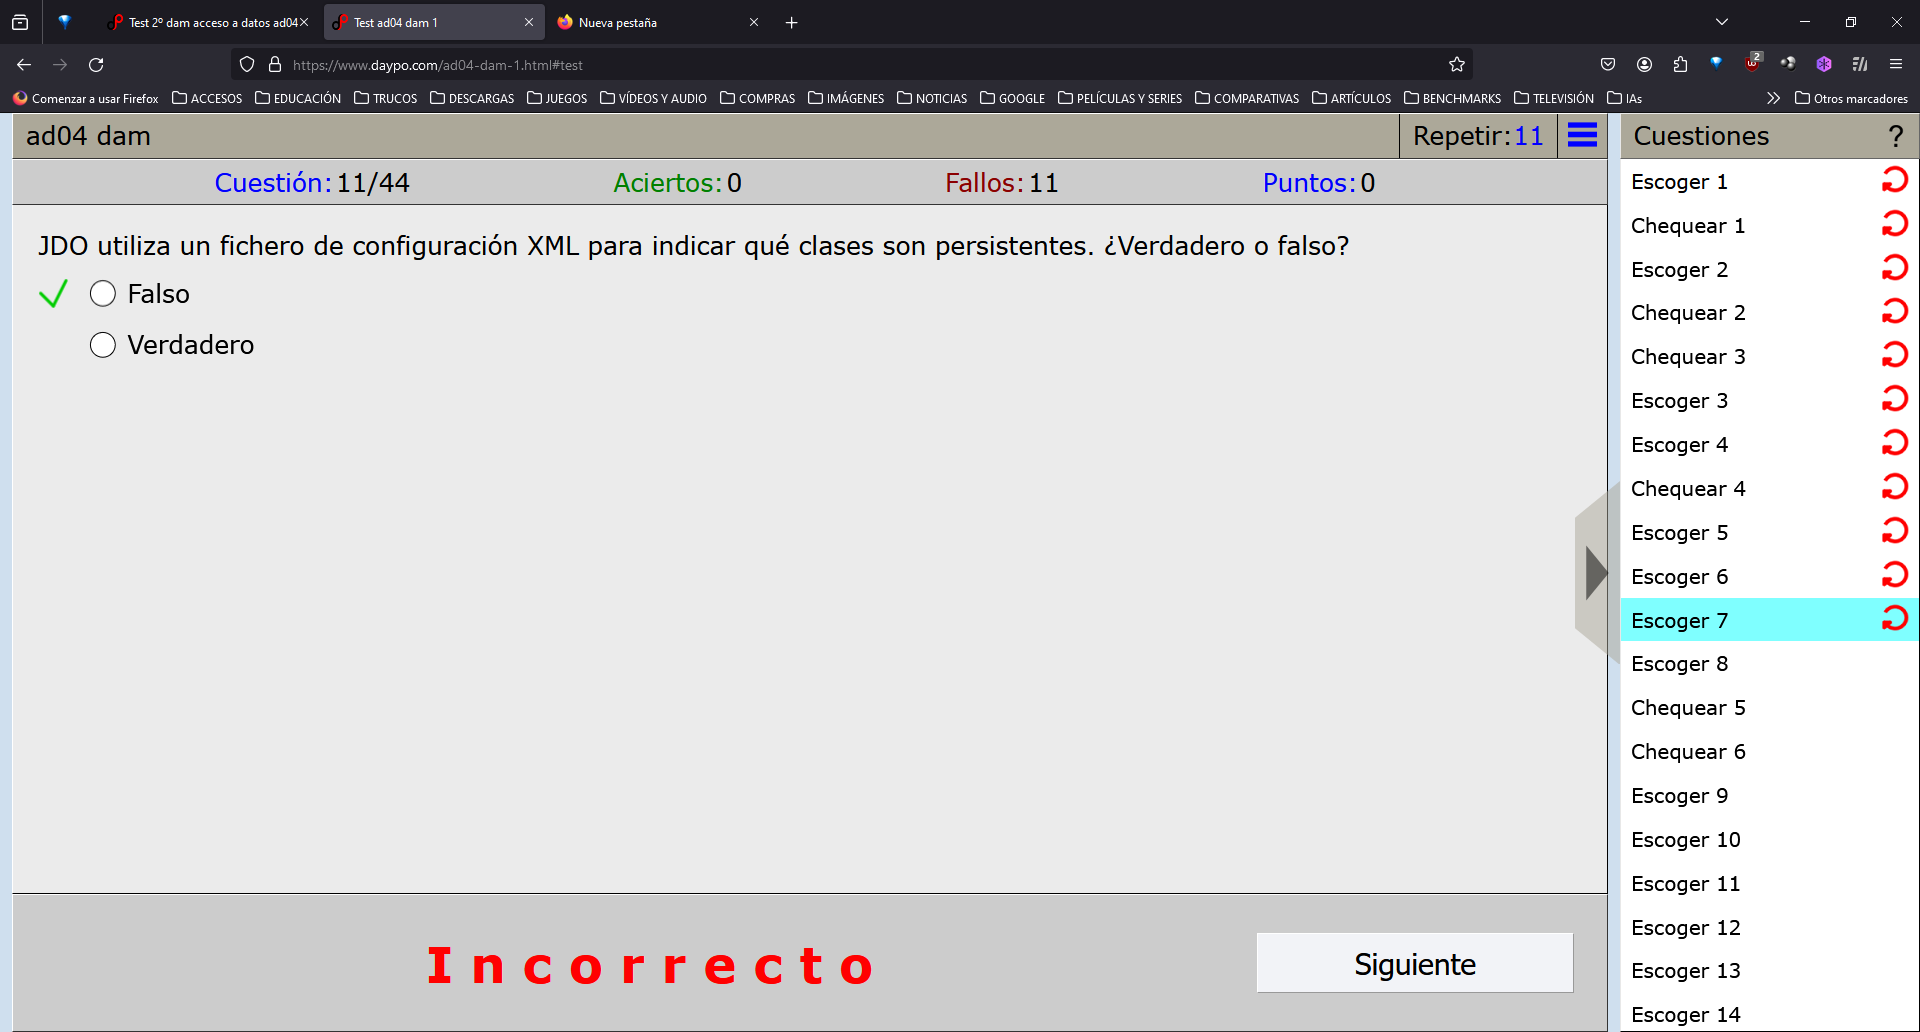 Test 2º dam acceso a datos ad04
Test ad04 dam 1
Nueva pestaña
https://www.daypo.com/ad04-dam-1.html#test
2
Comenzar a usar Firefox
ACCESOS
EDUCACIÓN
TRUCOS
DESCARGAS
JUEGOS
VÍDEOS Y AUDIO
COMPRAS
IMÁGENES
NOTICIAS
GOOGLE
PELÍCULAS Y SERIES
COMPARATIVAS
ARTÍCULOS
BENCHMARKS
TELEVISIÓN
IAs
Otros marcadores
ad04 dam
Repetir:11
Cuestión:11/44
Aciertos:0
Fallos:11
Puntos:0
JDO utiliza un fichero de configuración XML para indicar qué clases son persistentes. ¿Verdadero o falso?
Falso
Verdadero
Incorrecto
Siguiente
Cuestiones ?
Escoger 1
Chequear 1
Escoger 2
Chequear 2
Chequear 3
Escoger 3
Escoger 4
Chequear 4
Escoger 5
Escoger 6
Escoger 7
Escoger 8
Chequear 5
Chequear 6
Escoger 9
Escoger 10
Escoger 11
Escoger 12
Escoger 13
Escoger 14